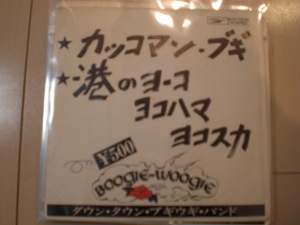 ★カッコマン・ブギ
★港のヨーコ
ヨコハマ
ヨコスカ
¥500
BOOGIE-WOOGIE
ダウン・タウン・ブギウギ・バンド